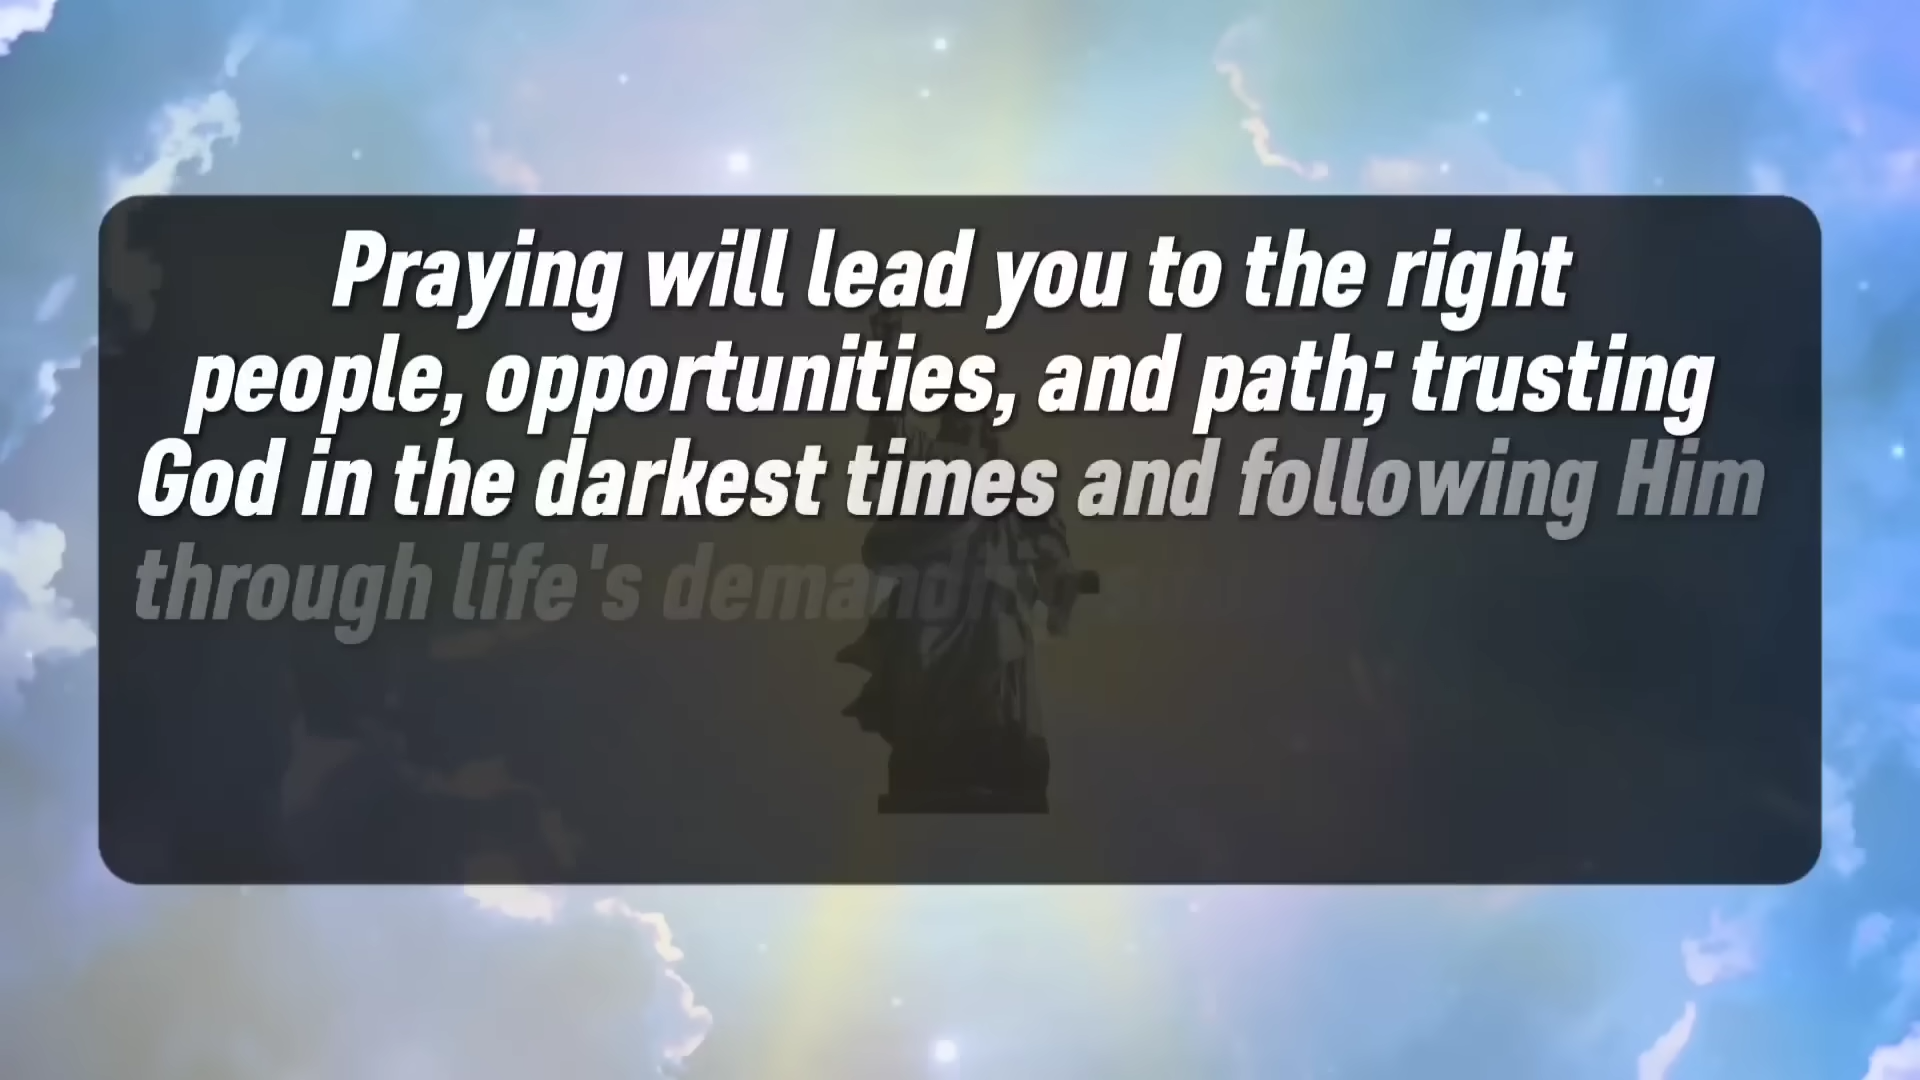 Praying will lead you to the right
people, opportunities, and path; trusting
God in the darkest times and following Him
through life's demanding